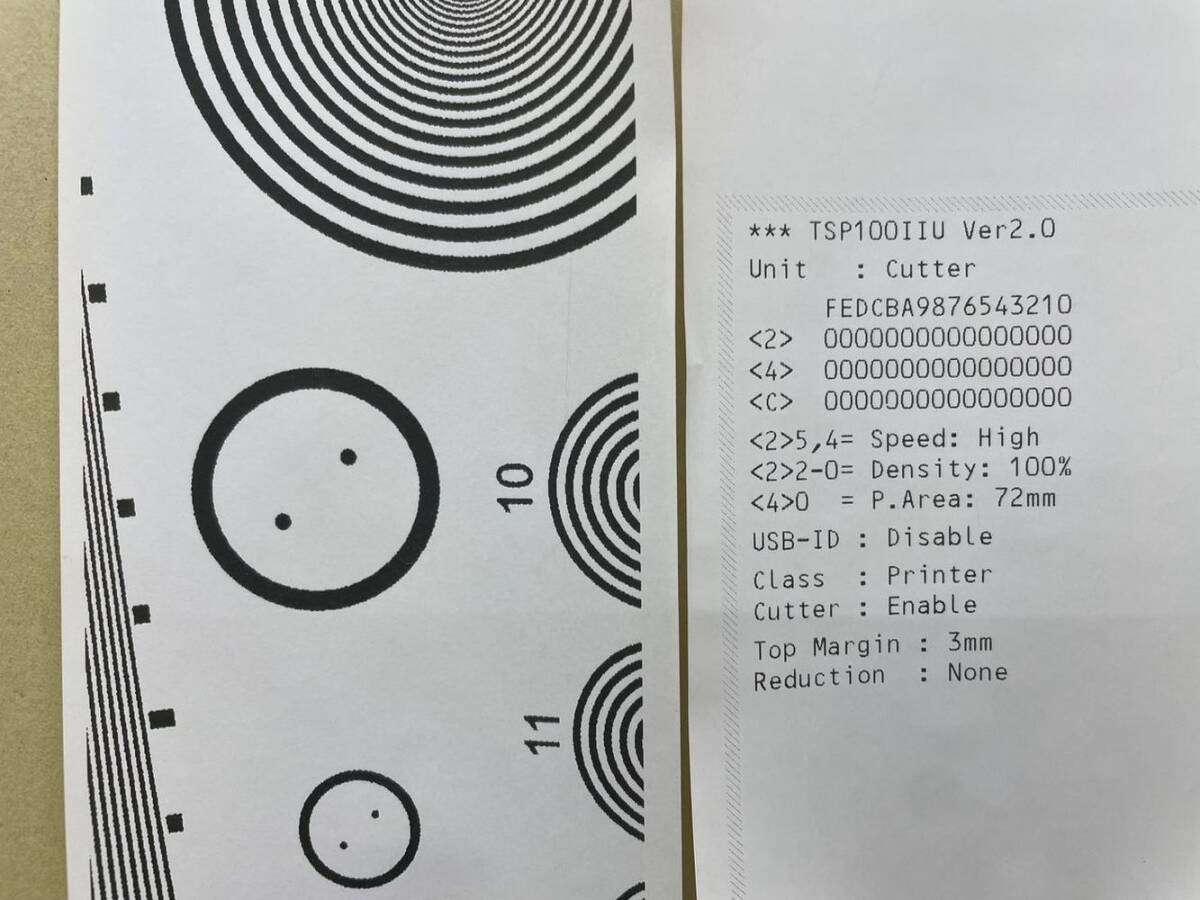 10
11
*** TSP100IIU Ver2.0
Unit   : Cutter
FEDCBA9876543210
<2>  0000000000000000
<4>  0000000000000000
<C>  0000000000000000
<2>5,4= Speed: High
<2>2-0= Density: 100%
<4>0  = P.Area: 72mm
USB-ID : Disable
Class  : Printer
Cutter : Enable
Top Margin : 3mm
Reduction  : None